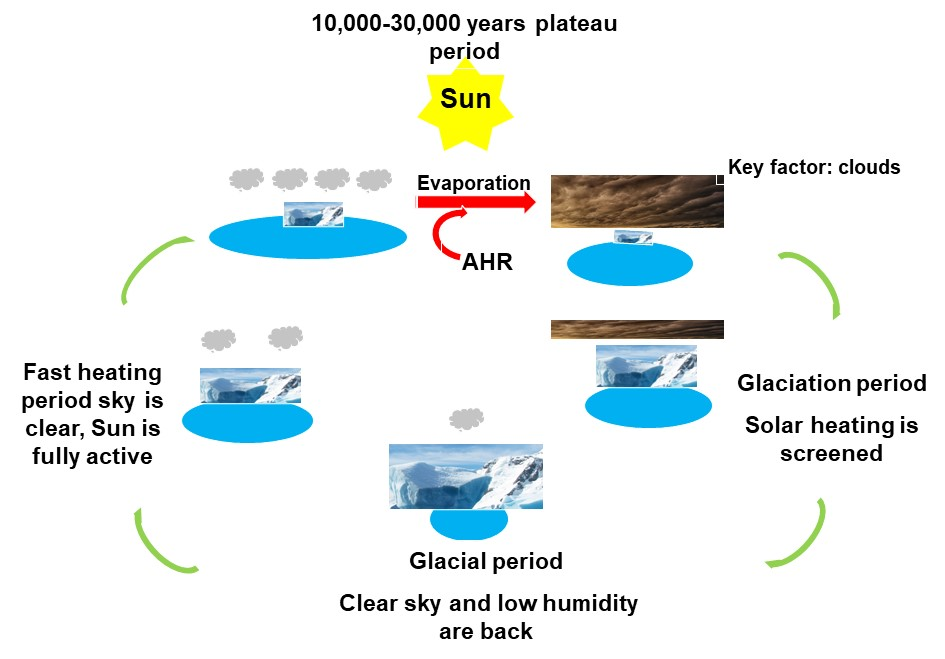 10,000-30,000 years plateau
period
Sun
Key factor: clouds
Evaporation
AHR
Fast heating
period sky is
clear, Sun is
fully active
Glaciation period
Solar heating is
screened
Glacial period
Clear sky and low humidity
are back